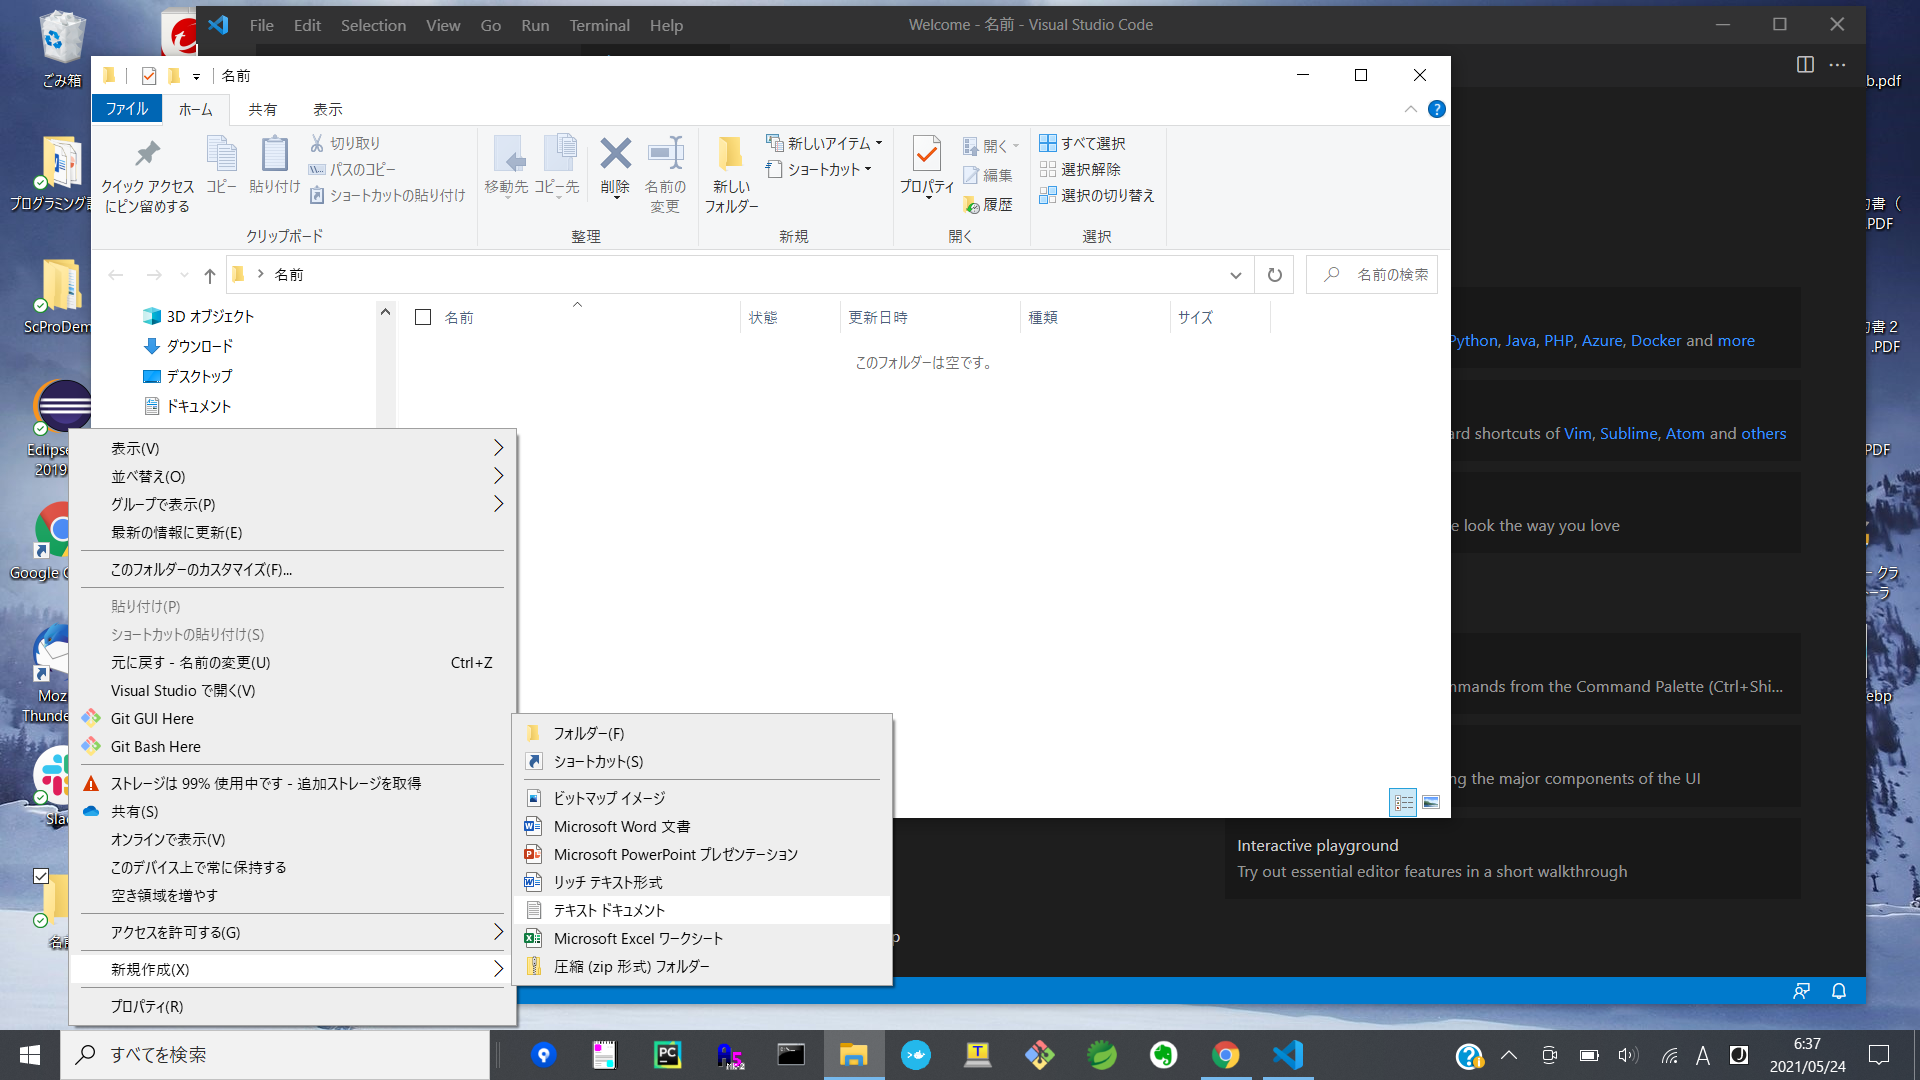 ごみ箱
File Edit Selection View Go Run Terminal Help
Welcome - 名前 - Visual Studio Code
名前
ファイル ホーム 共有 表示
クイック アクセス
にピン留めする
コピー
貼り付け
切り取り
パスのコピー
ショートカットの貼り付け
クリップボード
移動先
コピー先
削除
名前の
変更
整理
新しい
フォルダー
新しいアイテム
ショートカット
新規
プロパティ
開く
編集
履歴
開く
すべて選択
選択解除
選択の切り替え
選択
名前
名前の検索
3D オブジェクト
ダウンロード
デスクトップ
ドキュメント
名前 状態 更新日時 種類 サイズ
このフォルダーは空です。
プログラミング
ScProDem
Eclipse
2019
Google
Moz
Thunde
Slac
b.pdf
書 (
.PDF
書 2
.PDF
PDF
クラ
ーラ
ebp
Python, Java, PHP, Azure, Docker and more
ard shortcuts of Vim, Sublime, Atom and others
e look the way you love
mmands from the Command Palette (Ctrl+Shi...
ng the major components of the UI
Interactive playground
Try out essential editor features in a short walkthrough
p
表示(V)
並べ替え(O)
グループで表示(P)
最新の情報に更新(E)
このフォルダーのカスタマイズ(F)...
貼り付け(P)
ショートカットの貼り付け(S)
元に戻す - 名前の変更(U) Ctrl+Z
Visual Studio で開く(V)
Git GUI Here
Git Bash Here
ストレージは 99% 使用中です - 追加ストレージを取得
共有(S)
オンラインで表示(V)
このデバイス上で常に保持する
空き領域を増やす
アクセスを許可する(G)
新規作成(X)
プロパティ(R)
フォルダー(F)
ショートカット(S)
ビットマップ イメージ
Microsoft Word 文書
Microsoft PowerPoint プレゼンテーション
リッチ テキスト形式
テキスト ドキュメント
Microsoft Excel ワークシート
圧縮 (zip 形式) フォルダー
すべてを検索
A
6:37
2021/05/24